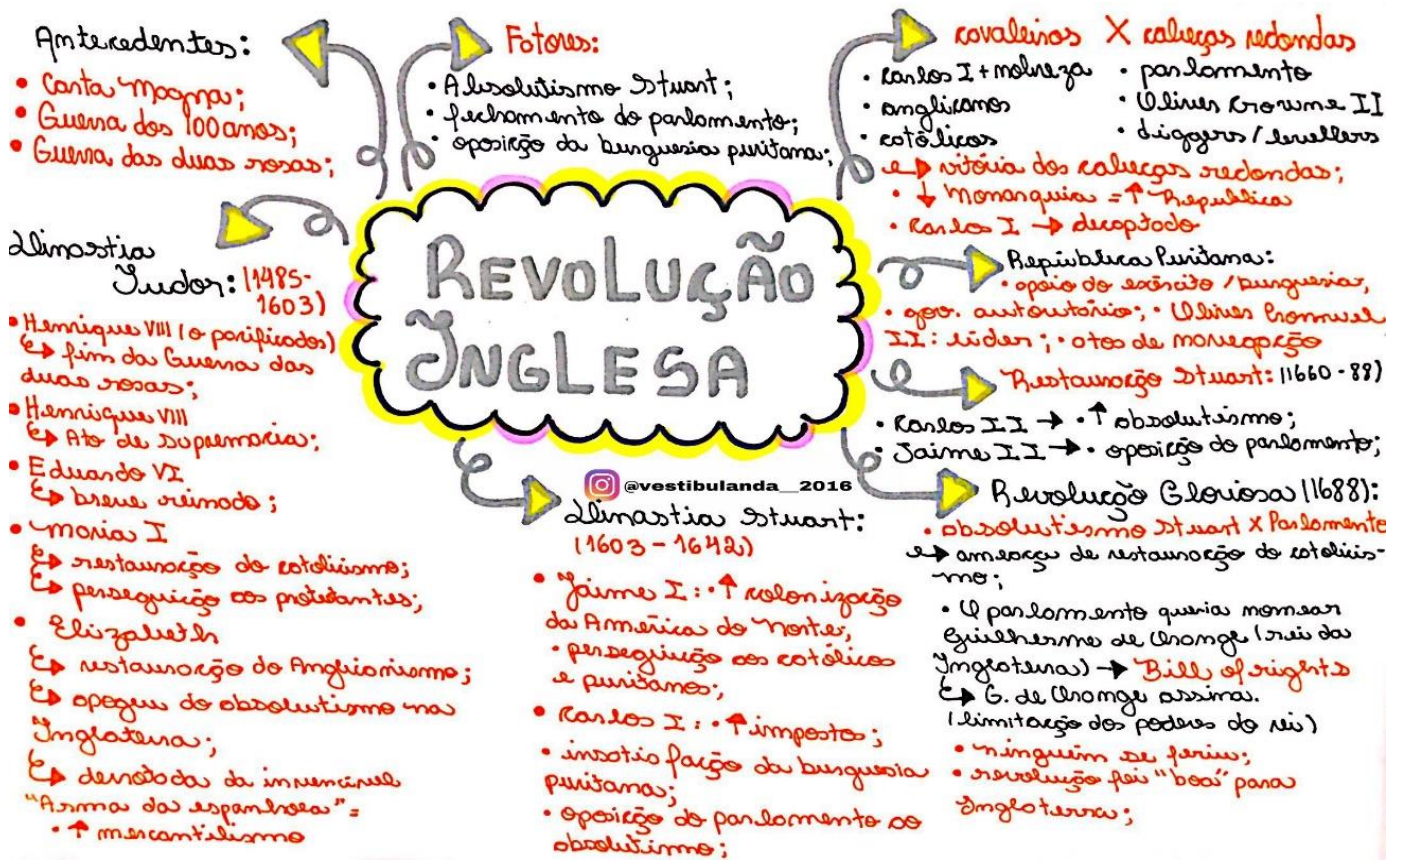 Antecedentes:
• Carta Magna;
• Guerra dos 100 anos;
• Guerra das duas rosas;
Fatores:
• Absolutismo Stuart;
• fechamento do parlamento;
• oposição da burguesia puritana;
cavaleiros X cabeças redondas
• Carlos I + nobreza
• anglicanos
• católicos
• parlamento
• Oliver Crowme II
• diggers / levellers
↳ vitória dos cabeças redondas;
• ↓ Monarquia = ↑ República
• Carlos I → decaptado
Dinastia
Tudor: (1485-
1603)
• Henrique VIII (o parificador)
↳ fim da Guerra das
duas rosas;
• Henrique VIII
↳ Ato de Supremacia;
• Eduardo VI
↳ breve reinado;
• Maria I
↳ restauração do catolicismo;
↳ perseguição aos protestantes;
• Elizabeth
↳ restauração do Anglicanismo;
↳ apogeu do absolutismo na
Inglaterra;
↳ derrotada da invencível
"Arma da espanhola" =
• ↑ mercantilismo
REVOLUÇÃO
INGLESA
@vestibulanda__2016
Dinastia Stuart:
(1603 - 1642)
• Jaime I: • ↑ colonização
da América do Norte;
• perseguição aos católicos
e puritanos;
• Carlos I: • ↑ impostos;
• insatisfação da burguesia
puritana;
• oposição do parlamento ao
absolutismo;
República Puritana:
• apoio do exército / burguesia,
• gov. autoritário; • Oliver Cromwel
II: líder; • atos de navegação
Restauração Stuart: (1660 - 88)
• Carlos II → • ↑ absolutismo;
• Jaime II → • oposição do parlamento;
Revolução Gloriosa (1688):
• absolutismo Stuart X Parlamento
↳ ameaça de restauração do catolicis-
mo;
• O parlamento queria nomear
Guilherme de Orange (rei da
Inglaterra) → Bill of rights
↳ G. de Orange assina.
(limitação dos poderes do rei)
• ninguém se feriu;
• revolução foi "boa" para
Inglaterra;